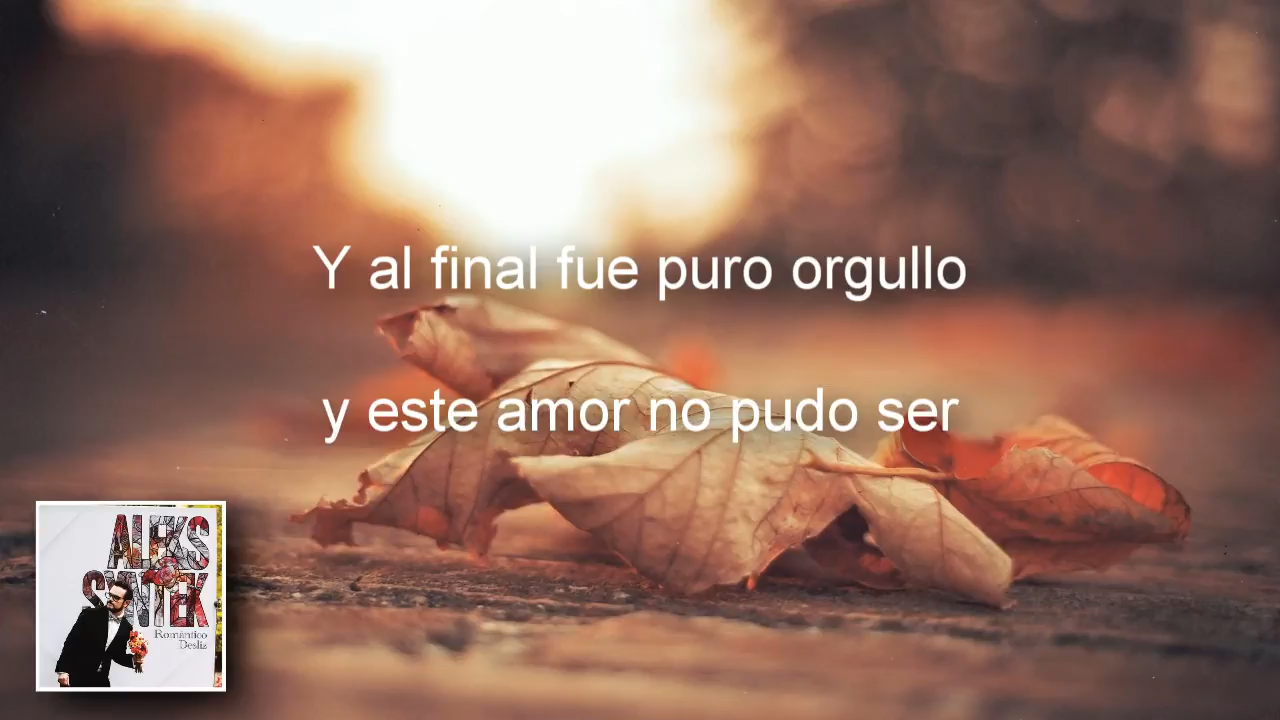 Y al final fue puro orgullo
y este amor no pudo ser
ALEKS
SYNTEK
Romántico
Desliz